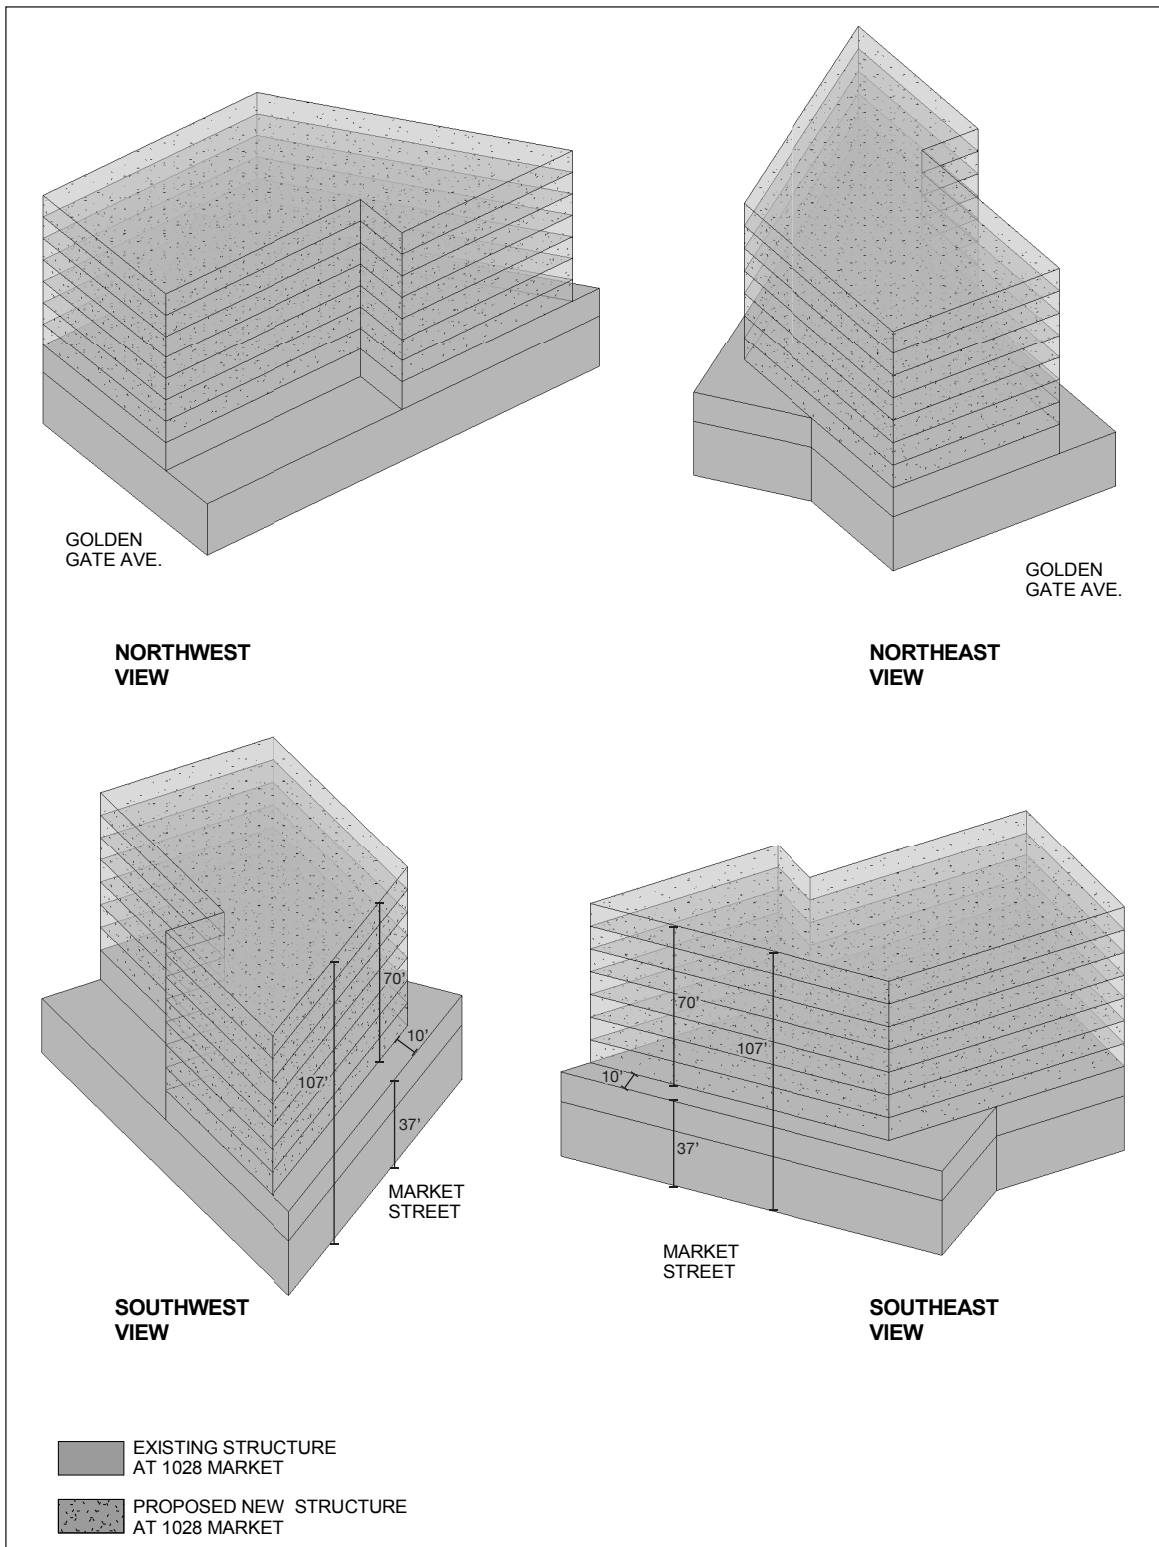 GOLDEN
GATE AVE.
GOLDEN
GATE AVE.
NORTHWEST
VIEW
NORTHEAST
VIEW
70'
10'
107'
37'
MARKET
STREET
70'
107'
10'
37'
MARKET
STREET
SOUTHWEST
VIEW
SOUTHEAST
VIEW
EXISTING STRUCTURE
AT 1028 MARKET
PROPOSED NEW STRUCTURE
AT 1028 MARKET